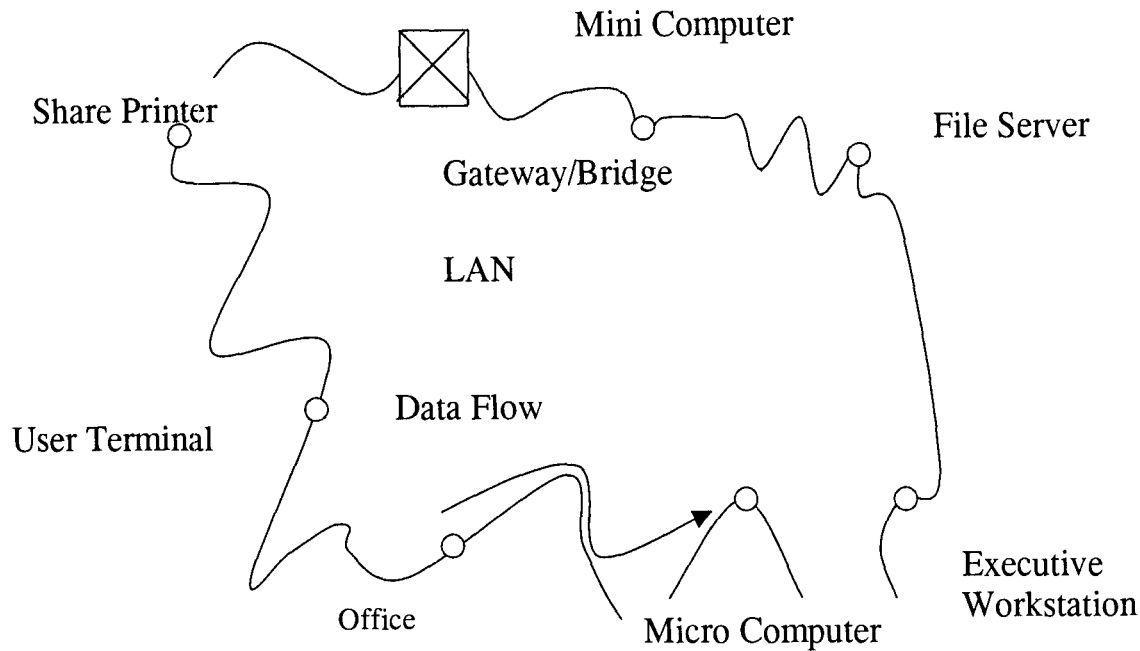 Mini Computer
Share Printer
File Server
Gateway/Bridge
LAN
Data Flow
User Terminal
Executive
Workstation
Office
Micro Computer